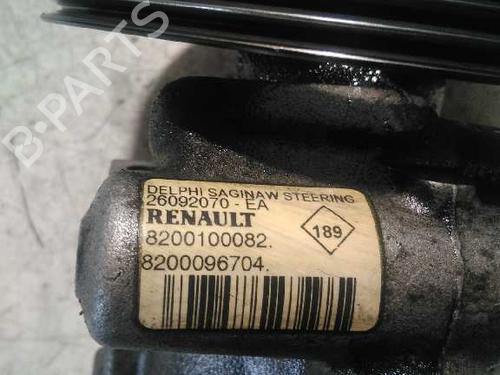 B-PARTS
DELPHI SAGINAW STEERING
26092070 - EA
RENAULT
189
8200100082.
8200096704.